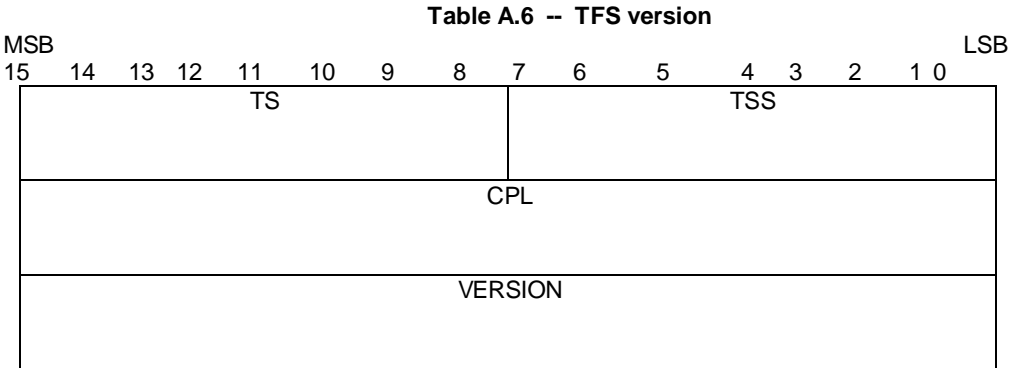 Table A.6 -- TFS version
MSB LSB
15 14 13 12 11 10 9 8 7 6 5 4 3 2 1 0
TS TSS
CPL
VERSION